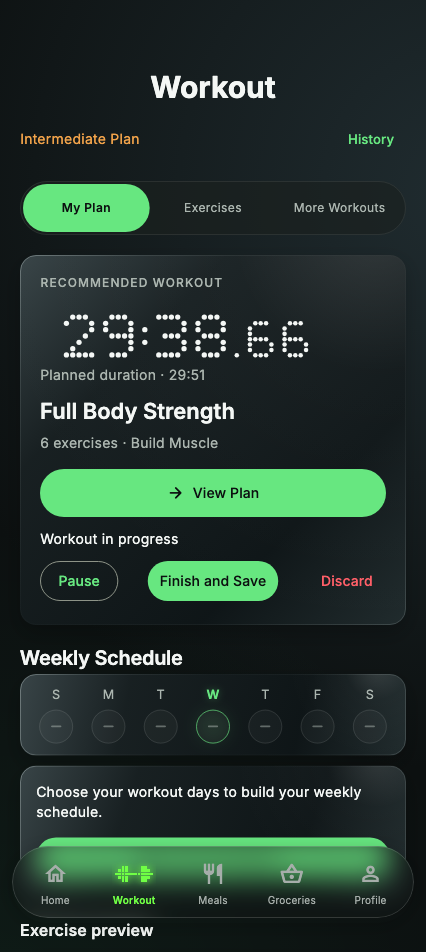 Workout
Intermediate Plan
History
My Plan
Exercises
More Workouts
RECOMMENDED WORKOUT
29:38.66
Planned duration · 29:51
Full Body Strength
6 exercises · Build Muscle
→ View Plan
Workout in progress
Pause
Finish and Save
Discard
Weekly Schedule
S M T W T F S
– – – – – – –
Choose your workout days to build your weekly
schedule.
Home
Workout
Meals
Groceries
Profile
Exercise preview